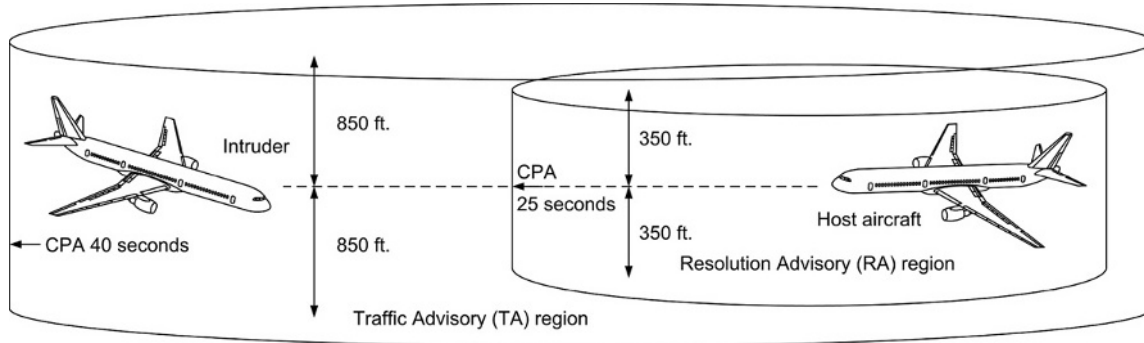 850 ft.
350 ft.
Intruder
CPA
25 seconds
Host aircraft
CPA 40 seconds
850 ft.
350 ft.
Resolution Advisory (RA) region
Traffic Advisory (TA) region